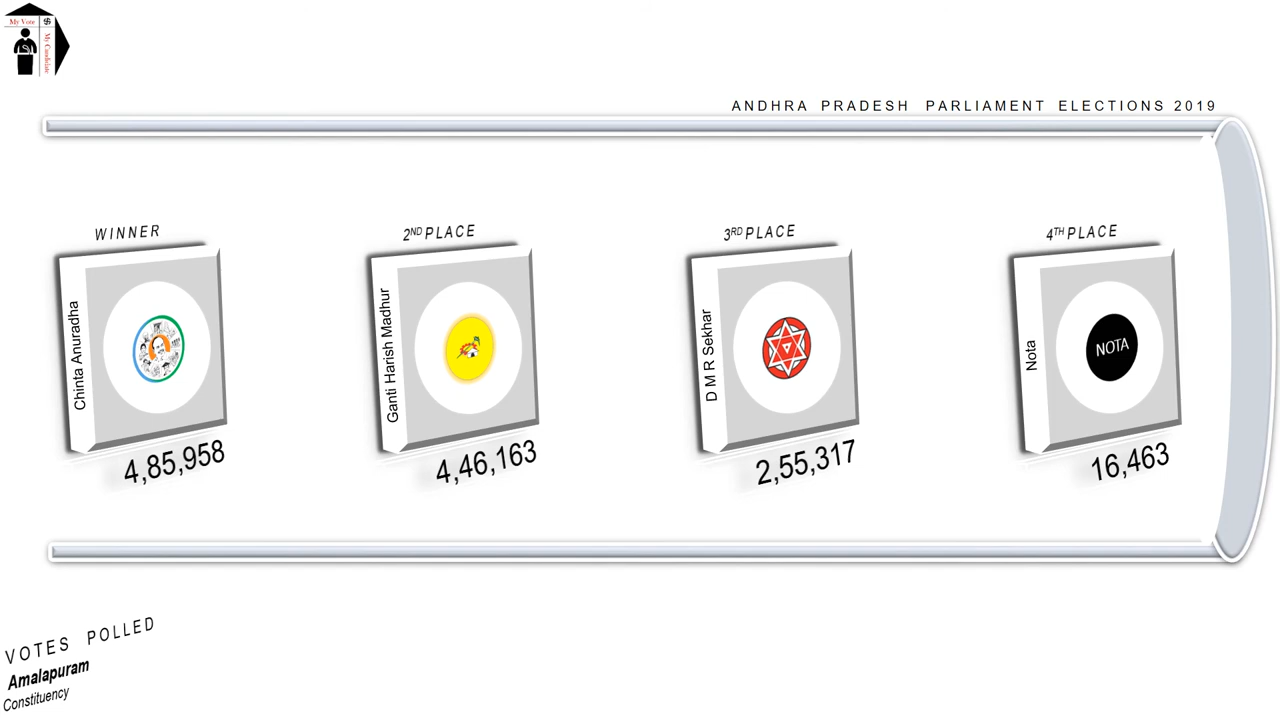 My Vote
My Candidate
ANDHRA PRADESH PARLIAMENT ELECTIONS 2019
WINNER
2ND PLACE
3RD PLACE
4TH PLACE
Chinta Anuradha
Ganti Harish Madhur
D M R Sekhar
Nota
NOTA
4,85,958
4,46,163
2,55,317
16,463
VOTES POLLED
Amalapuram
Constituency